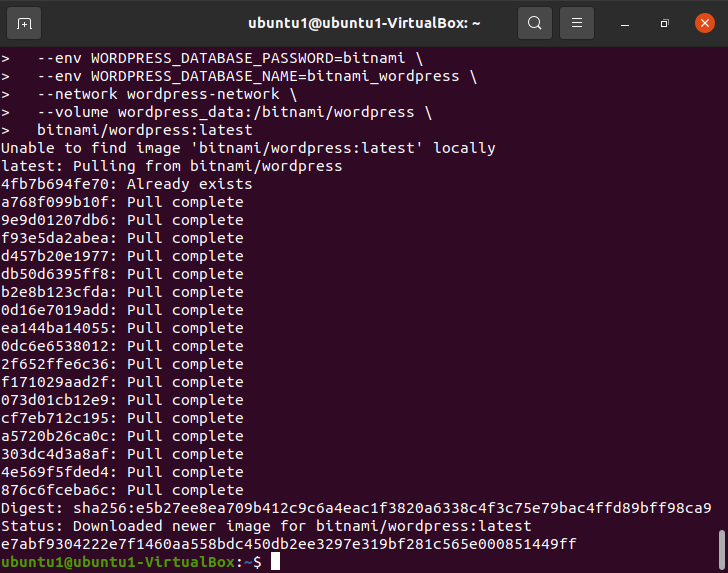 ubuntu1@ubuntu1-VirtualBox: ~
>   --env WORDPRESS_DATABASE_PASSWORD=bitnami \
>   --env WORDPRESS_DATABASE_NAME=bitnami_wordpress \
>   --network wordpress-network \
>   --volume wordpress_data:/bitnami/wordpress \
>   bitnami/wordpress:latest
Unable to find image 'bitnami/wordpress:latest' locally
latest: Pulling from bitnami/wordpress
4fb7b694fe70: Already exists
a768f099b10f: Pull complete
9e9d01207db6: Pull complete
f93e5da2abea: Pull complete
d457b20e1977: Pull complete
db50d6395ff8: Pull complete
b2e8b123cfda: Pull complete
0d16e7019add: Pull complete
ea144ba14055: Pull complete
0dc6e6538012: Pull complete
2f652ffe6c36: Pull complete
f171029aad2f: Pull complete
073d01cb12e9: Pull complete
cf7eb712c195: Pull complete
a5720b26ca0c: Pull complete
303dc4d3a8af: Pull complete
4e569f5fded4: Pull complete
876c6fceba6c: Pull complete
Digest: sha256:e5b27ee8ea709b412c9c6a4eac1f3820a6338c4f3c75e79bac4ffd89bff98ca9
Status: Downloaded newer image for bitnami/wordpress:latest
e7abf9304222e7f1460aa558bdc450db2ee3297e319bf281c565e000851449ff
ubuntu1@ubuntu1-VirtualBox:~$